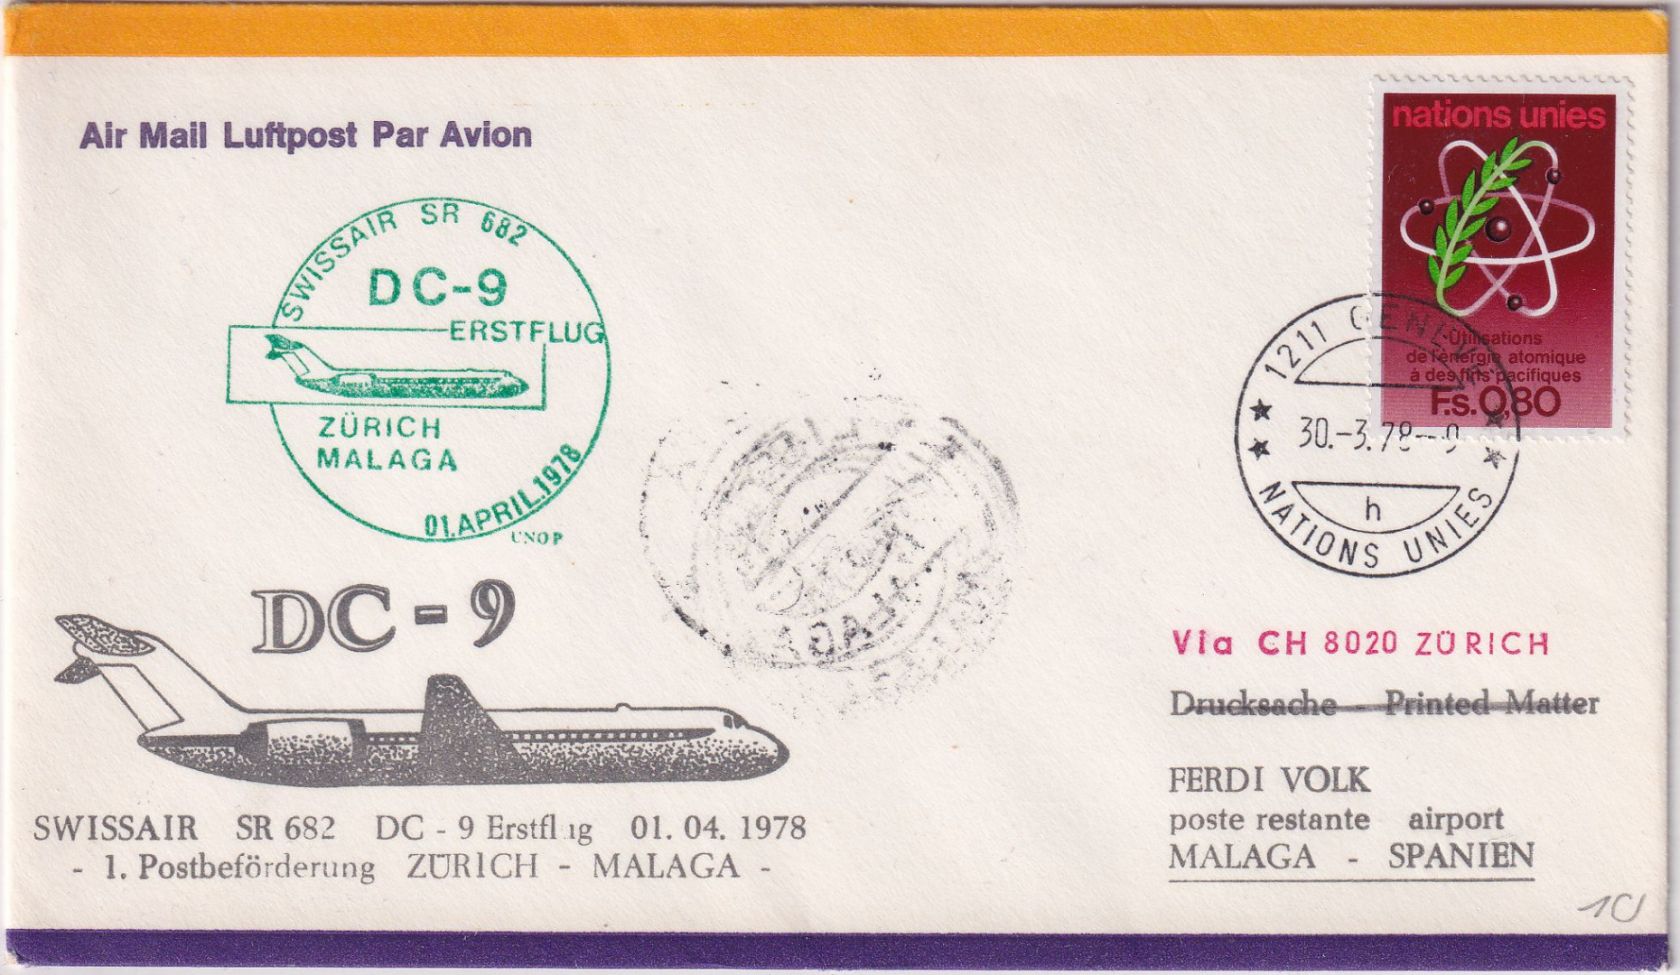 Air Mail Luftpost Par Avion
SWISSAIR SR 682
DC-9
ERSTFLUG
ZÜRICH
MALAGA
01.APRIL.1978
UNOP
nations unies
Utilisations
de l'énergie atomique
à des fins pacifiques
F.s.0,80
1211 GENÈVE
30.-3.78--9
h
NATIONS UNIES
DC - 9
Via CH 8020 ZÜRICH
Drucksache - Printed Matter
FERDI VOLK
poste restante airport
MALAGA - SPANIEN
SWISSAIR SR 682 DC - 9 Erstflug 01. 04. 1978
- 1. Postbeförderung ZÜRICH - MALAGA -
10